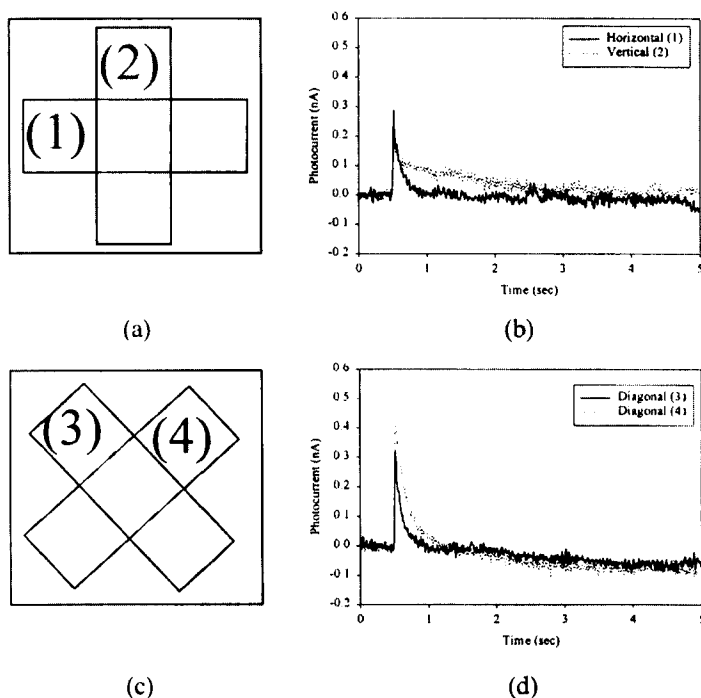 (1)
(2)
0 6
0 5
0 4
0 3
0 2
0 1
0 0
-0 1
-0 2
Photocurrent (nA)
Horizontal (1)
Vertical (2)
0 1 2 3 4 5
Time (sec)
(a)
(b)
(3)
(4)
0 6
0 5
0 4
0 3
0 2
0 1
0 0
-0 1
-0 2
Photocurrent (nA)
Diagonal (3)
Diagonal (4)
0 1 2 3 4 5
Time (sec)
(c)
(d)